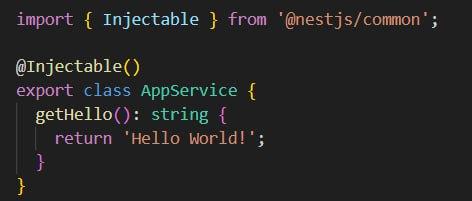 import { Injectable } from '@nestjs/common';
@Injectable()
export class AppService {
  getHello(): string {
    return 'Hello World!';
  }
}